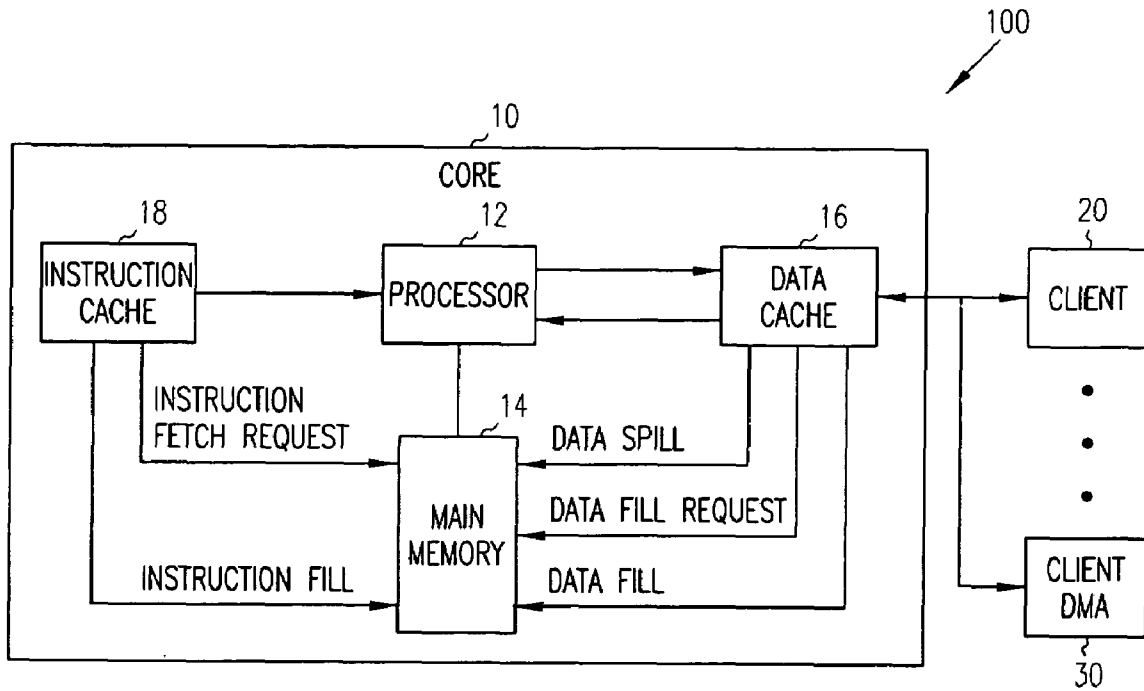 100
10
CORE
18
12
16
20
INSTRUCTION
CACHE
PROCESSOR
DATA
CACHE
CLIENT
INSTRUCTION
FETCH REQUEST
14
DATA SPILL
MAIN
MEMORY
DATA FILL REQUEST
INSTRUCTION FILL
DATA FILL
CLIENT
DMA
30